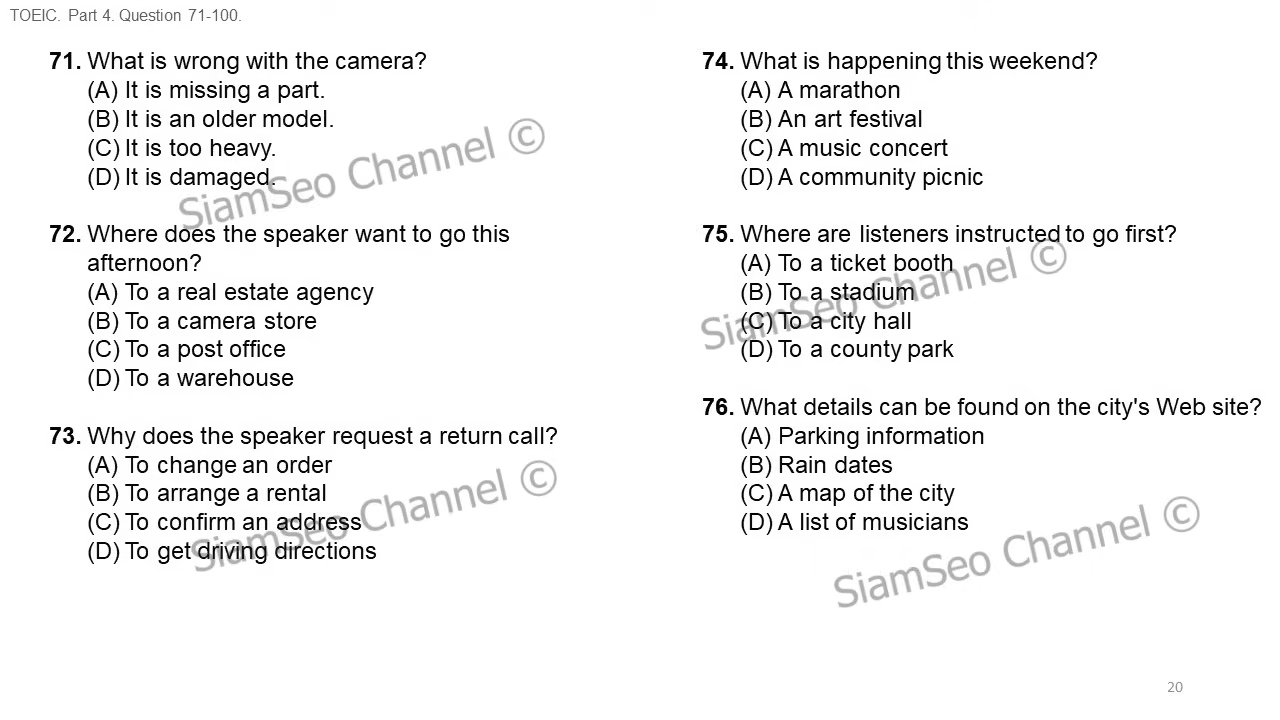 TOEIC. Part 4. Question 71-100.
71. What is wrong with the camera?
(A) It is missing a part.
(B) It is an older model.
(C) It is too heavy.
(D) It is damaged.
SiamSeo Channel ©
72. Where does the speaker want to go this
afternoon?
(A) To a real estate agency
(B) To a camera store
(C) To a post office
(D) To a warehouse
73. Why does the speaker request a return call?
(A) To change an order
(B) To arrange a rental
(C) To confirm an address
(D) To get driving directions
SiamSeo Channel ©
74. What is happening this weekend?
(A) A marathon
(B) An art festival
(C) A music concert
(D) A community picnic
75. Where are listeners instructed to go first?
(A) To a ticket booth
(B) To a stadium
(C) To a city hall
(D) To a county park
SiamSeo Channel ©
76. What details can be found on the city's Web site?
(A) Parking information
(B) Rain dates
(C) A map of the city
(D) A list of musicians
SiamSeo Channel ©
20